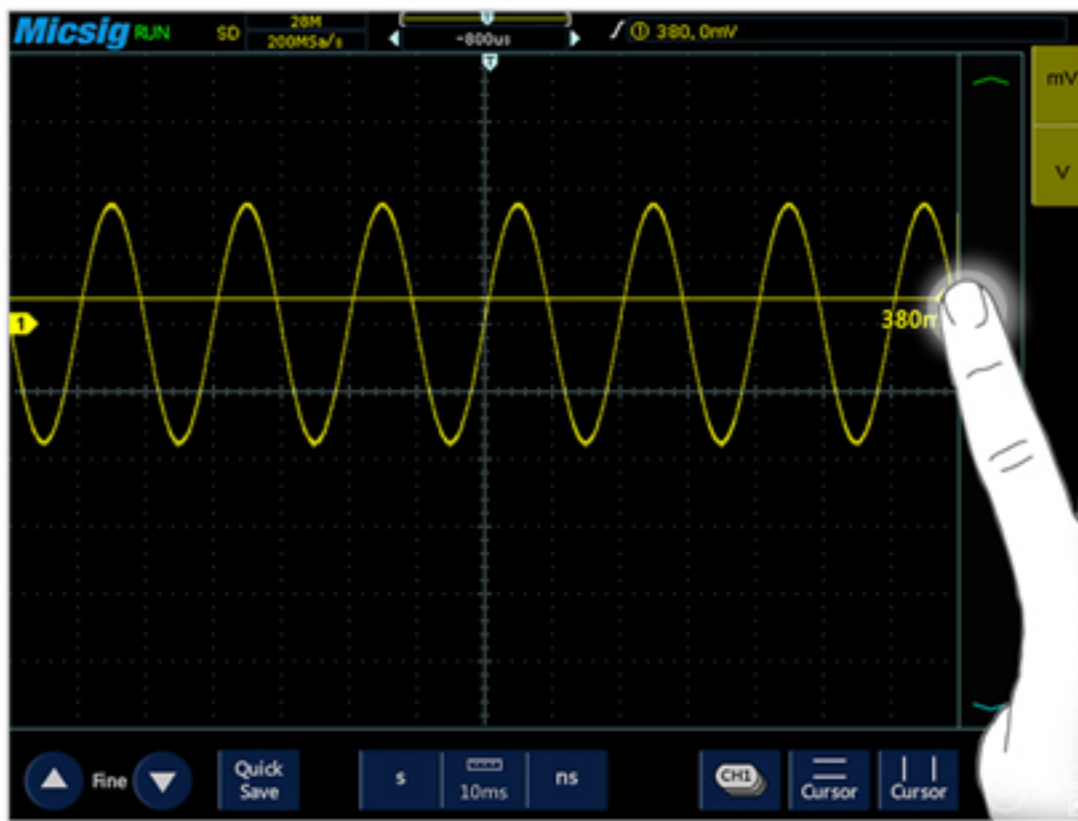 Micsig RUN SD 28M
200MSa/s
-800us
T
T
① 380, 0mV
mV
V
1
380m
Fine
Quick
Save
s
10ms
ns
CH1
Cursor
Cursor